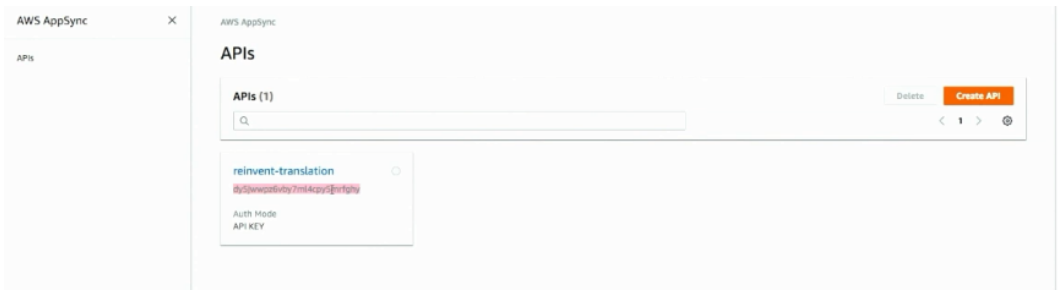 AWS AppSync
AWS AppSync
APIs
APIs
APIs (1)
Delete
Create API
< 1 >
reinvent-translation
Auth Mode
API KEY